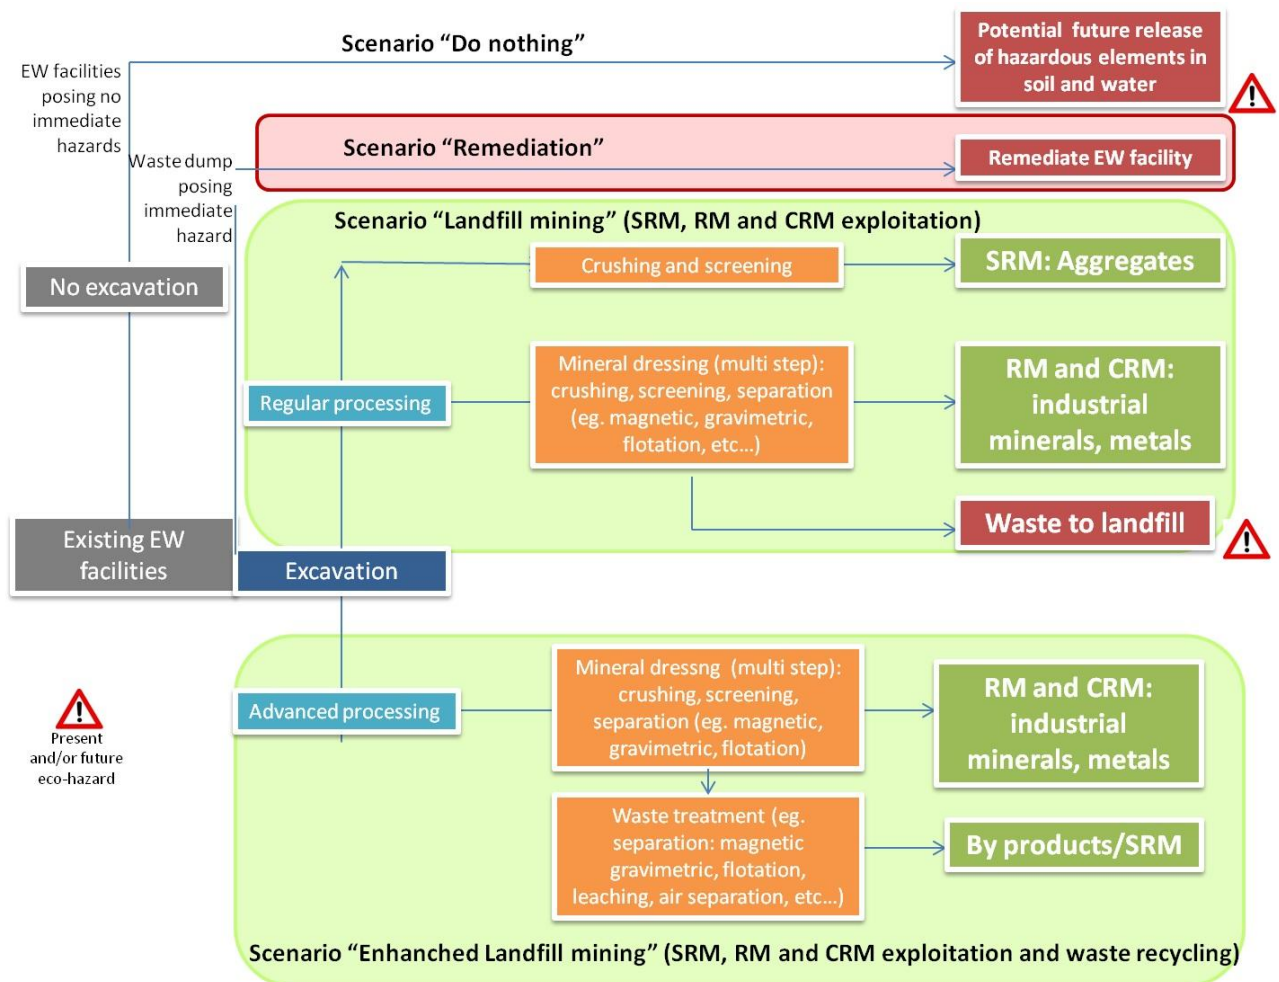 Scenario “Do nothing”
Potential future release
of hazardous elements in
soil and water
EW facilities
posing no
immediate
hazards
Waste dump
posing
immediate
hazard
Scenario “Remediation”
Remediate EW facility
Scenario “Landfill mining” (SRM, RM and CRM exploitation)
Crushing and screening
SRM: Aggregates
No excavation
Mineral dressing (multi step):
crushing, screening, separation
(eg. magnetic, gravimetric,
flotation, etc...)
RM and CRM:
industrial
minerals, metals
Regular processing
Waste to landfill
Existing EW
facilities
Excavation
Mineral dressng (multi step):
crushing, screening,
separation (eg. magnetic,
gravimetric, flotation)
RM and CRM:
industrial
minerals, metals
Advanced processing
Present
and/or future
eco-hazard
Waste treatment (eg.
separation: magnetic
gravimetric, flotation,
leaching, air separation, etc...)
By products/SRM
Scenario “Enhanched Landfill mining” (SRM, RM and CRM exploitation and waste recycling)